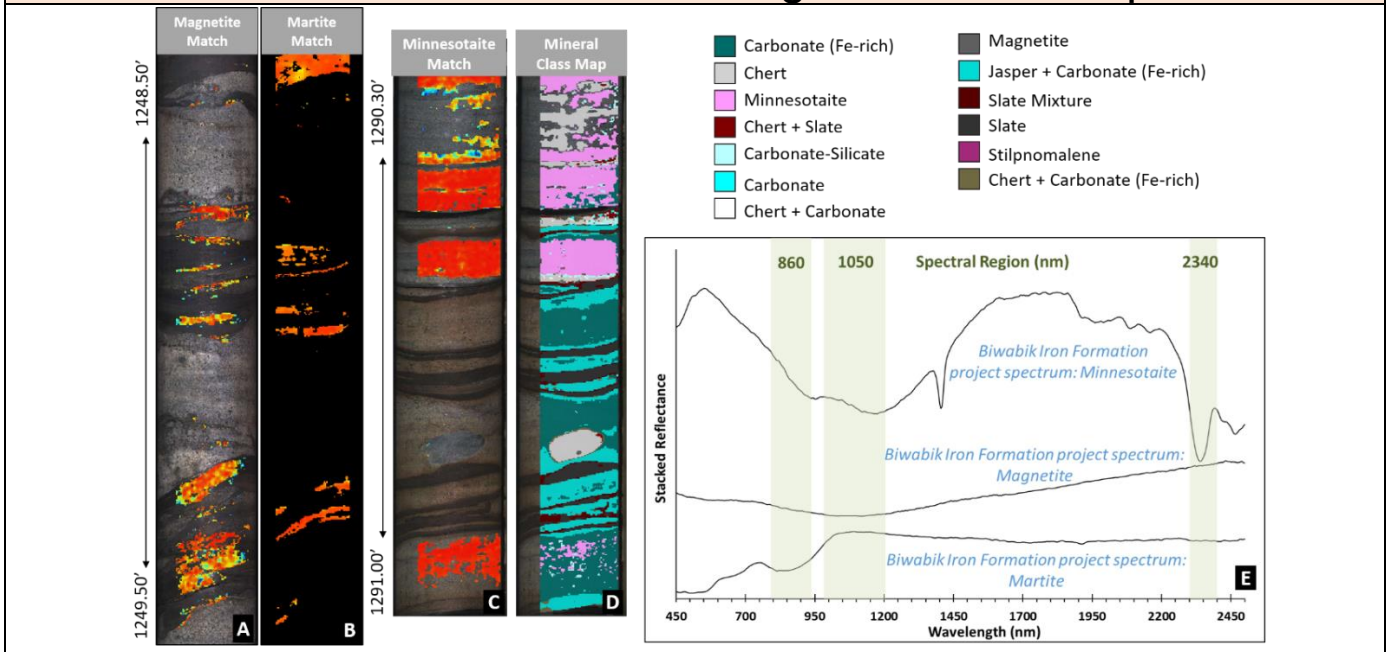 Magnetite
Match
Martite
Match
1248.50’
1249.50’
A
B
Minnesotaite
Match
Mineral
Class Map
1290.30’
1291.00’
C
D
Carbonate (Fe-rich)
Chert
Minnesotaite
Chert + Slate
Carbonate-Silicate
Carbonate
Chert + Carbonate
Magnetite
Jasper + Carbonate (Fe-rich)
Slate Mixture
Slate
Stilpnomalene
Chert + Carbonate (Fe-rich)
860
1050
Spectral Region (nm)
2340
Biwabik Iron Formation
project spectrum: Minnesotaite
Biwabik Iron Formation project spectrum:
Magnetite
Biwabik Iron Formation project spectrum:
Martite
E
Stacked Reflectance
450 700 950 1450 1700 1950 2200 2450
Wavelength (nm)